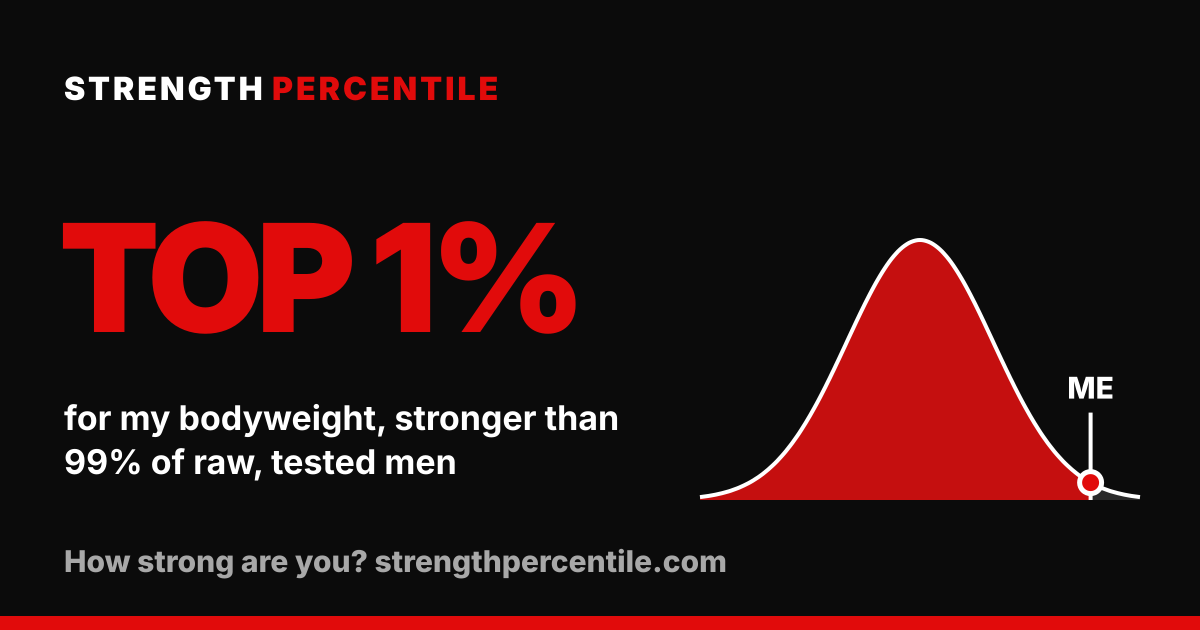 STRENGTH PERCENTILE
TOP 1%
for my bodyweight, stronger than
99% of raw, tested men
ME
How strong are you? strengthpercentile.com